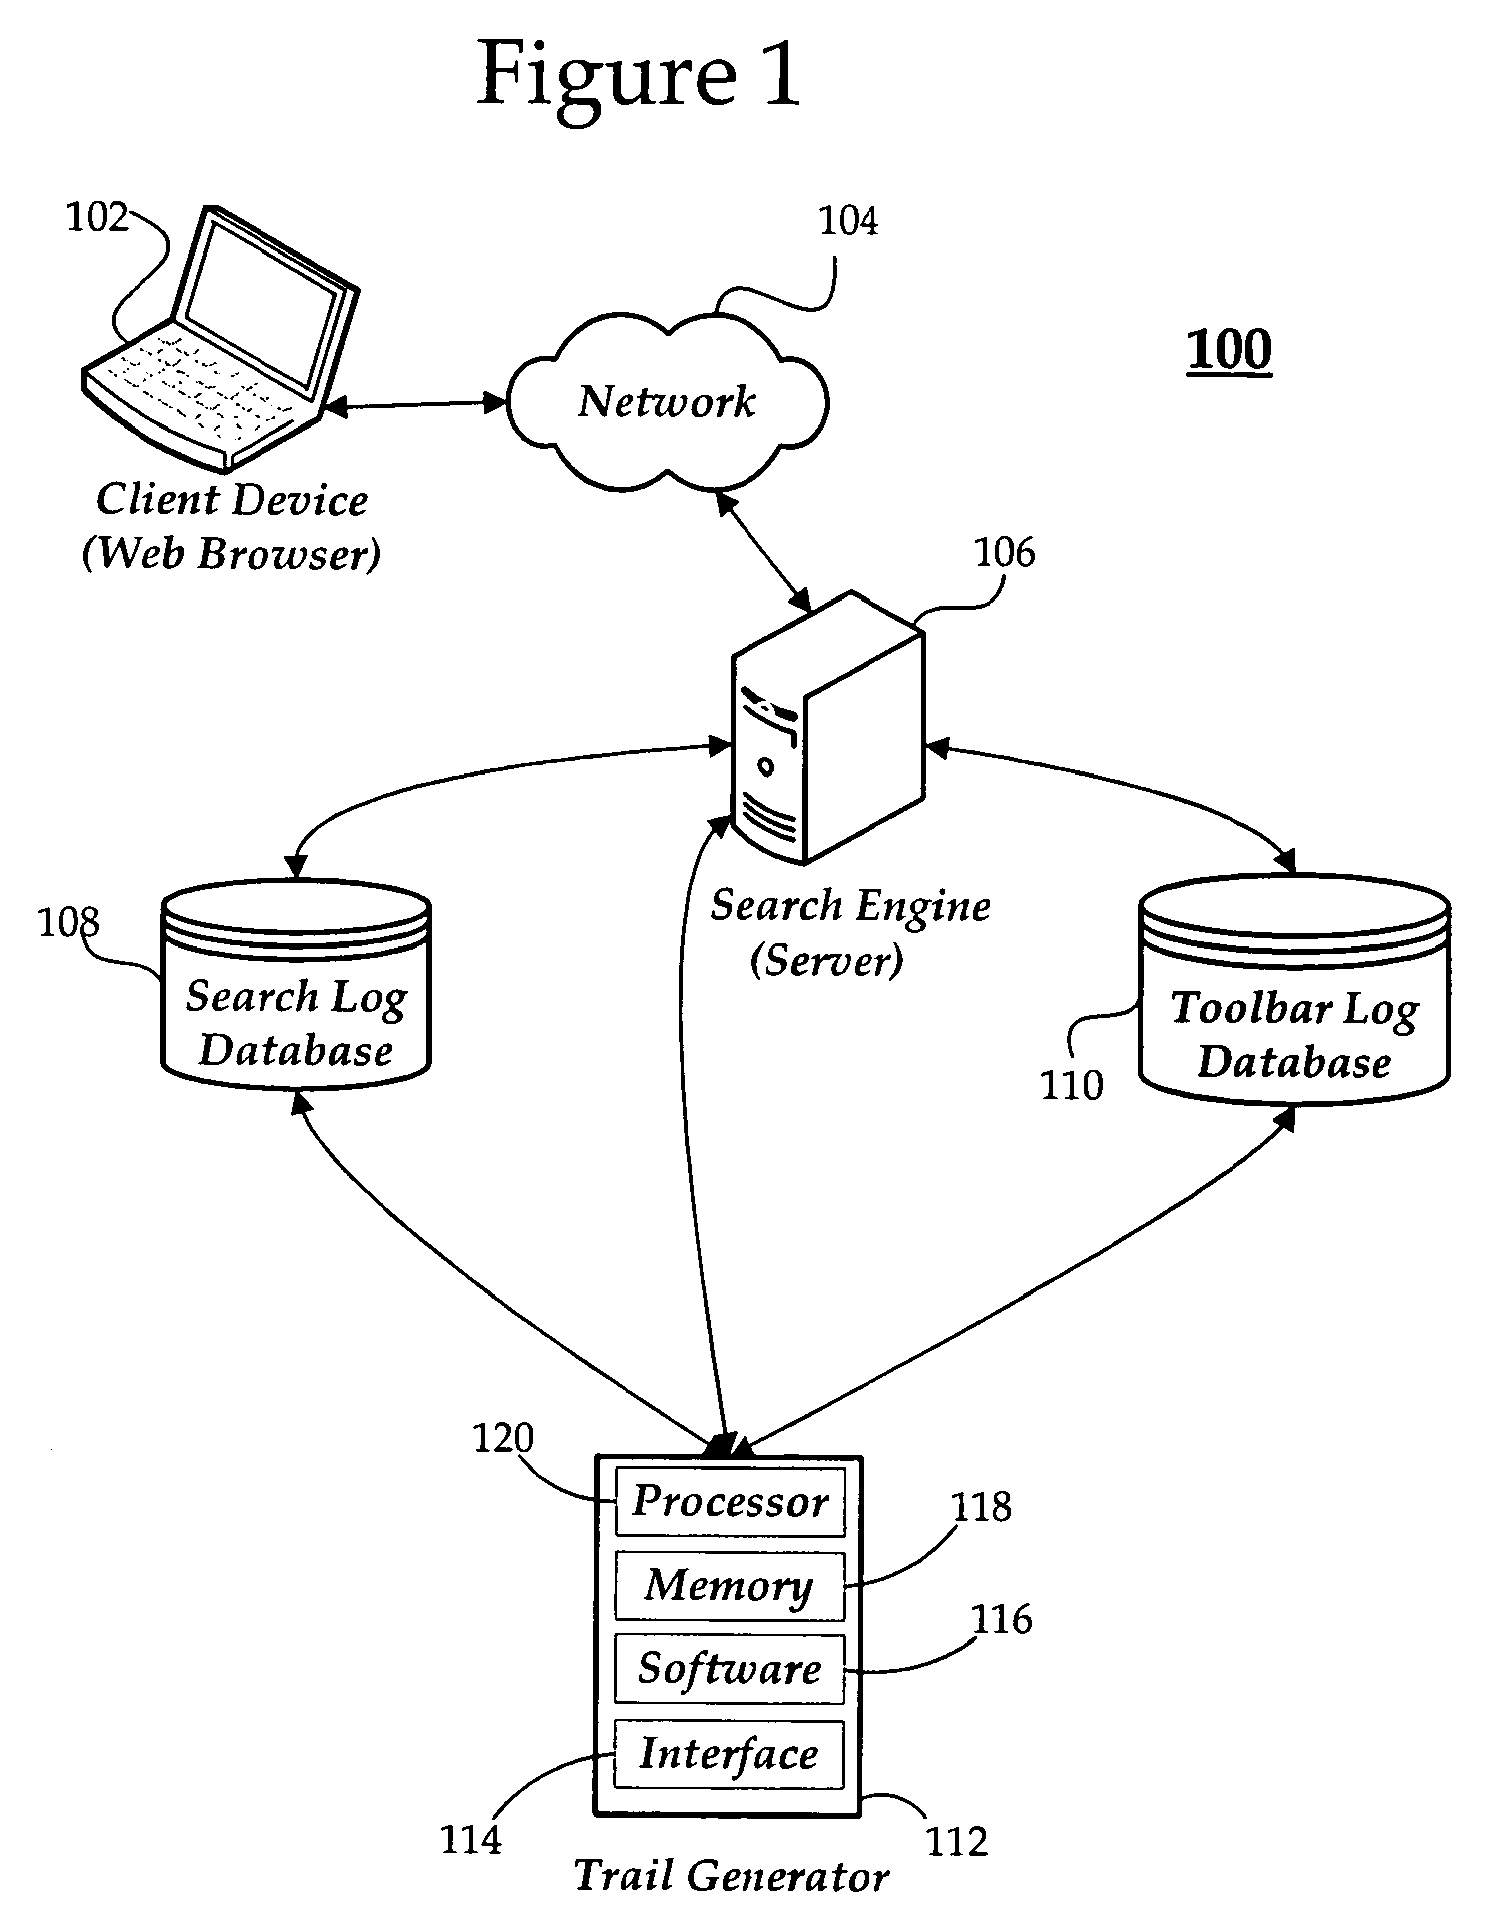 Figure 1
102
104
100
Network
Client Device
(Web Browser)
106
108
Search Engine
(Server)
Search Log
Database
Toolbar Log
Database
110
120
Processor
118
Memory
116
Software
Interface
114
112
Trail Generator